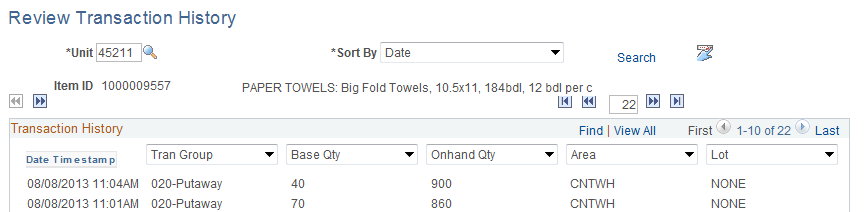 Review Transaction History
*Unit 45211 *Sort By Date Search
Item ID 1000009557 PAPER TOWELS: Big Fold Towels, 10.5x11, 184bdl, 12 bdl per c
22
Transaction History Find | View All First 1-10 of 22 Last
Date Timestamp Tran Group Base Qty Onhand Qty Area Lot
08/08/2013 11:04AM 020-Putaway 40 900 CNTWH NONE
08/08/2013 11:01AM 020-Putaway 70 860 CNTWH NONE